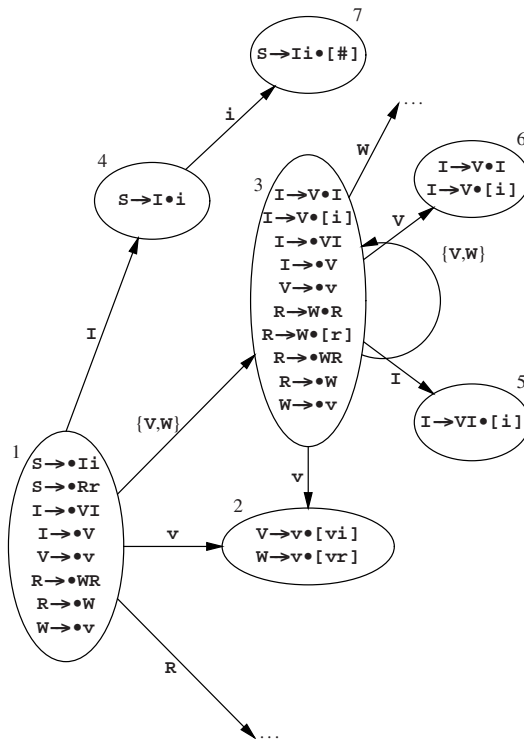 7
S→Ii•[#]
i
...
W
6
I→V•I
I→V•[i]
4
S→I•i
3
I→V•I
I→V•[i]
I→•VI
I→•V
V→•v
R→W•R
R→W•[r]
R→•WR
R→•W
W→•v
V
{V,W}
I
I
5
I→VI•[i]
{V,W}
1
S→•Ii
S→•Rr
I→•VI
I→•V
V→•v
R→•WR
R→•W
W→•v
v
v
2
V→v•[vi]
W→v•[vr]
R
...